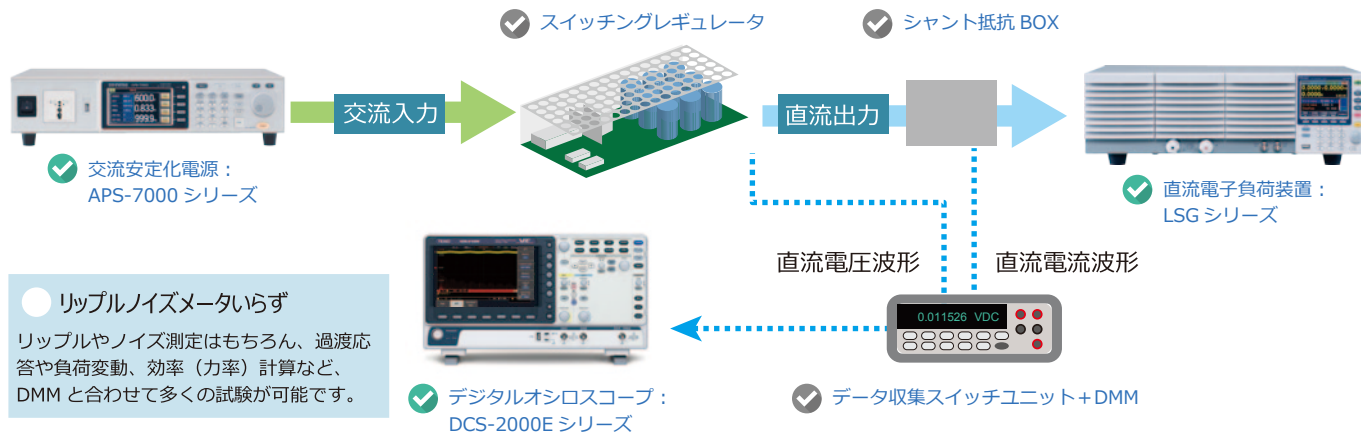 スイッチングレギュレータ
シャント抵抗 BOX
600.0
0.833
999.9
交流入力
直流出力
交流安定化電源：
APS-7000 シリーズ
直流電子負荷装置：
LSG シリーズ
直流電圧波形
直流電流波形
リップルノイズメータいらず
リップルやノイズ測定はもちろん、過渡応
答や負荷変動、効率（力率）計算など、
DMM と合わせて多くの試験が可能です。
0.011526 VDC
デジタルオシロスコープ：
DCS-2000E シリーズ
データ収集スイッチユニット＋DMM